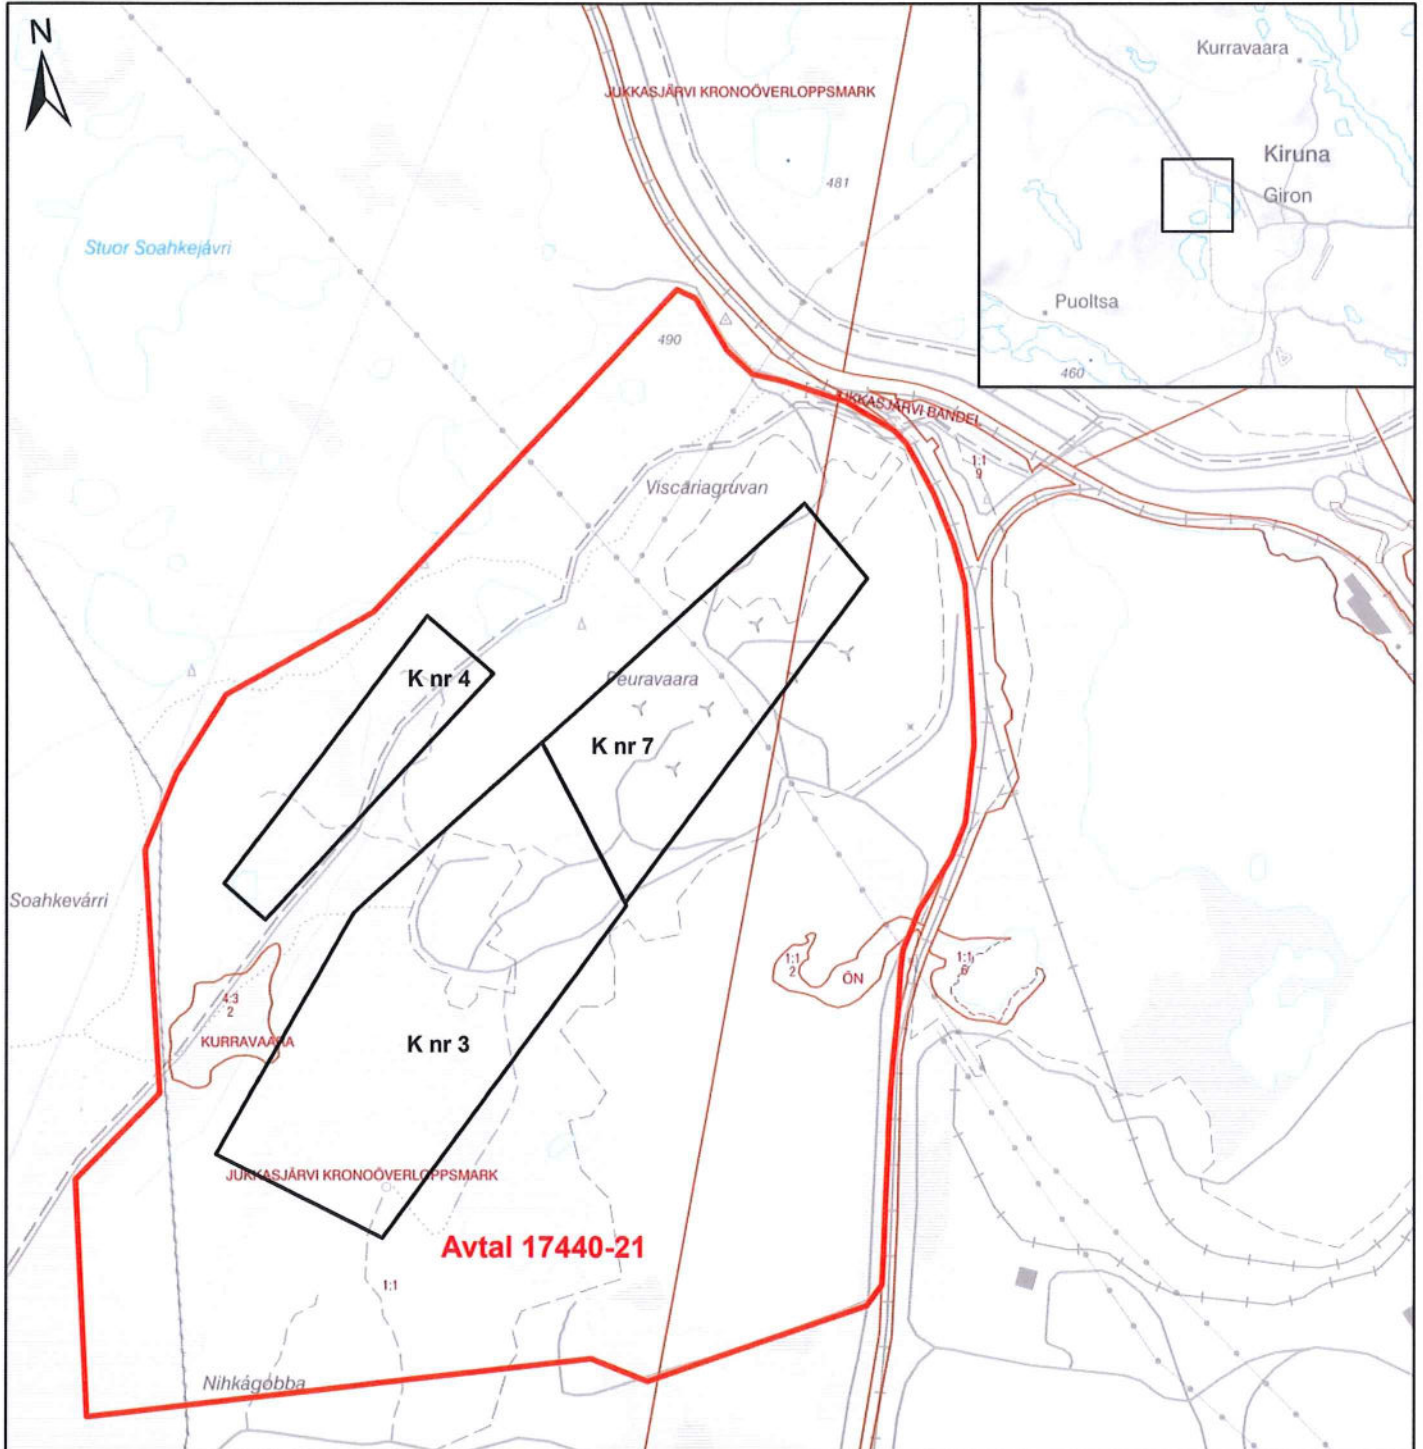 N
JUKKASJÄRVI KRONOÖVERLOPPSMARK
481
Stuor Soahkejávri
490
Kurravaara
Kiruna
Giron
Puoltsa
460
JUKKASJÄRVI BANDEL
1:1
9
Viscariagruvan
K nr 4
Peuravaara
K nr 7
Soahkevárri
1:1
2
ÖN
1:1
6
4:3
2
KURRAVAARA
K nr 3
JUKKASJÄRVI KRONOÖVERLOPPSMARK
Avtal 17440-21
1:1
Nihkágobba